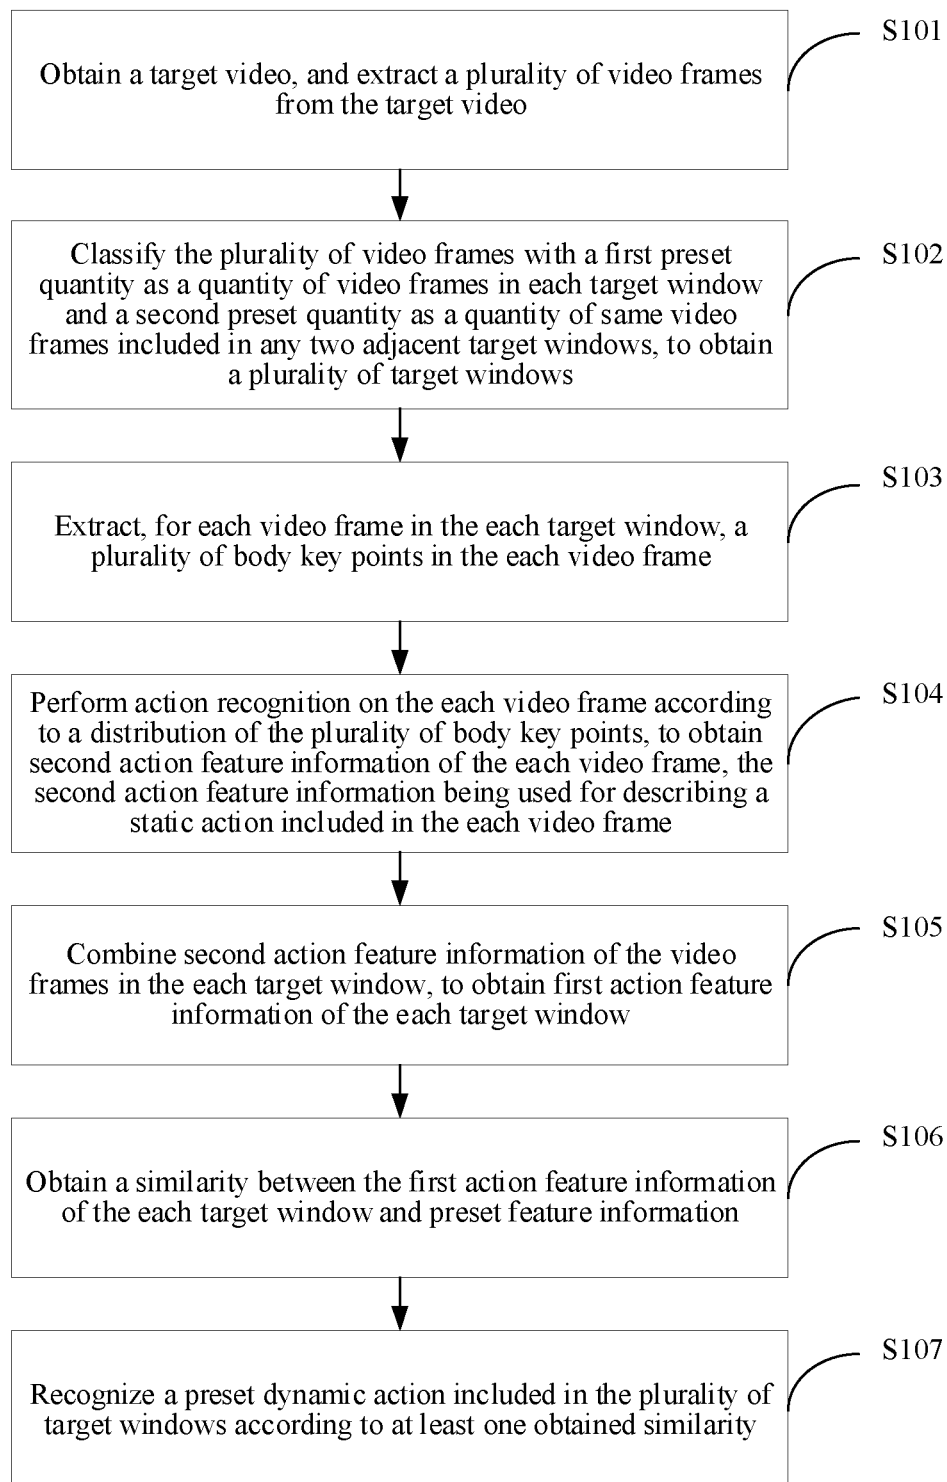 Obtain a target video, and extract a plurality of video frames
from the target video
S101
Classify the plurality of video frames with a first preset
quantity as a quantity of video frames in each target window
and a second preset quantity as a quantity of same video
frames included in any two adjacent target windows, to obtain
a plurality of target windows
S102
Extract, for each video frame in the each target window, a
plurality of body key points in the each video frame
S103
Perform action recognition on the each video frame according
to a distribution of the plurality of body key points, to obtain
second action feature information of the each video frame, the
second action feature information being used for describing a
static action included in the each video frame
S104
Combine second action feature information of the video
frames in the each target window, to obtain first action feature
information of the each target window
S105
Obtain a similarity between the first action feature information
of the each target window and preset feature information
S106
Recognize a preset dynamic action included in the plurality of
target windows according to at least one obtained similarity
S107